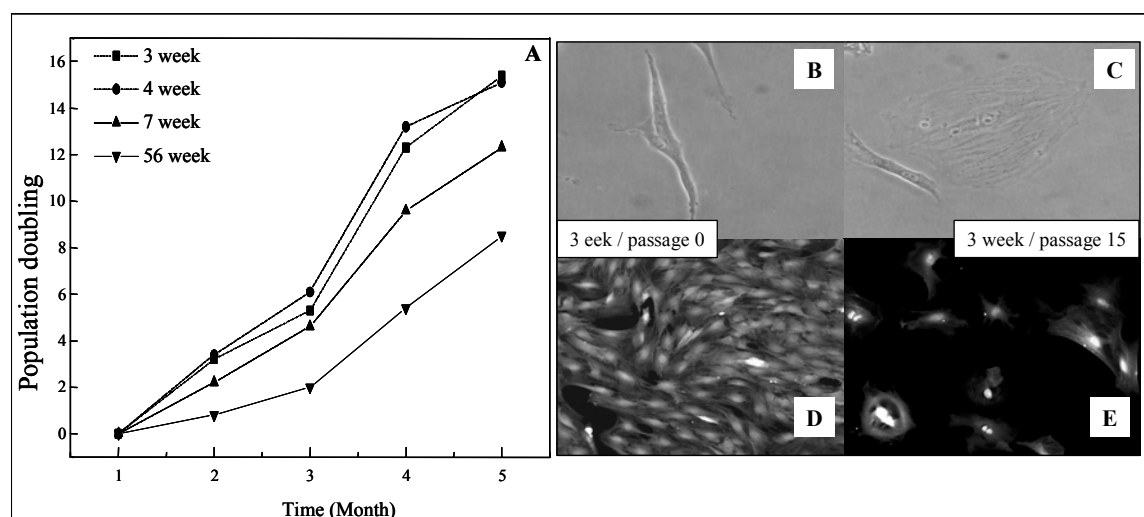 A
3 week
4 week
7 week
56 week
16
14
12
10
8
6
4
2
0
Population doubling
1 2 3 4 5
Time (Month)
B
C
3 eek / passage 0
3 week / passage 15
D
E